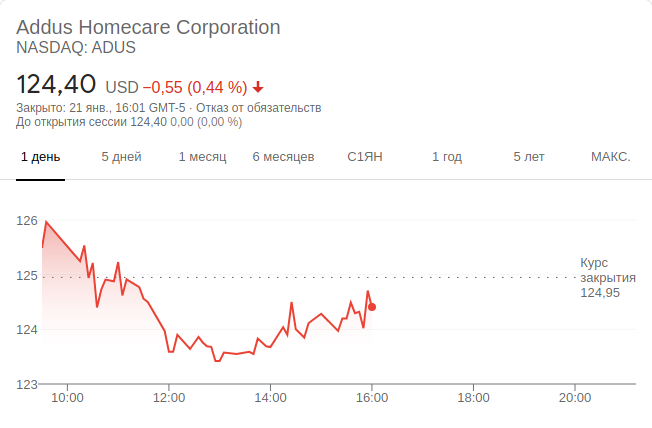 Addus Homecare Corporation
NASDAQ: ADUS
124,40 USD −0,55 (0,44 %)
Закрыто: 21 янв., 16:01 GMT-5 · Отказ от обязательств
До открытия сессии 124,40 0,00 (0,00 %)
1 день 5 дней 1 месяц 6 месяцев С1ЯН 1 год 5 лет МАКС.
126
125
124
123
Курс
закрытия
124,95
10:00 12:00 14:00 16:00 18:00 20:00